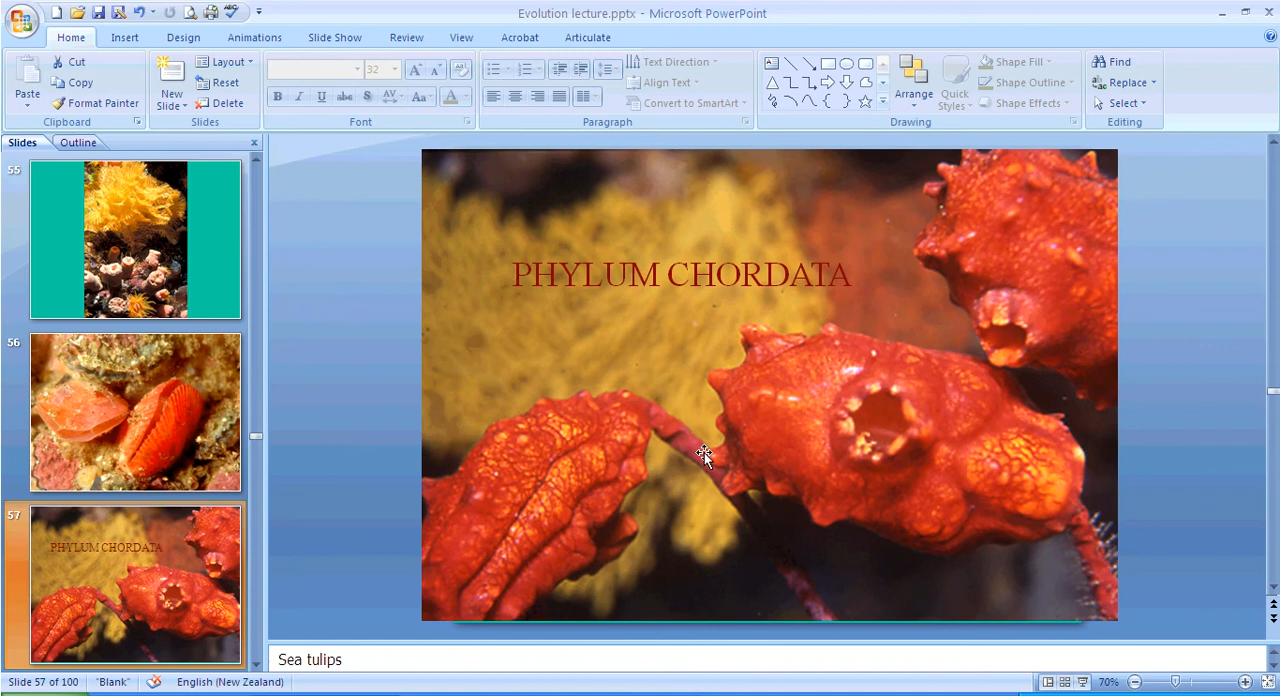 Evolution lecture.pptx - Microsoft PowerPoint
Home Insert Design Animations Slide Show Review View Acrobat Articulate
Paste
Cut
Copy
Format Painter
Clipboard
New Slide
Layout
Reset
Delete
Slides
32
B I U abc S AV Aa A
Font
Text Direction
Align Text
Convert to SmartArt
Paragraph
Arrange
Quick Styles
Shape Fill
Shape Outline
Shape Effects
Drawing
Find
Replace
Select
Editing
Slides Outline
55
56
57
PHYLUM CHORDATA
PHYLUM CHORDATA
Sea tulips
Slide 57 of 100 "Blank" English (New Zealand) 70%